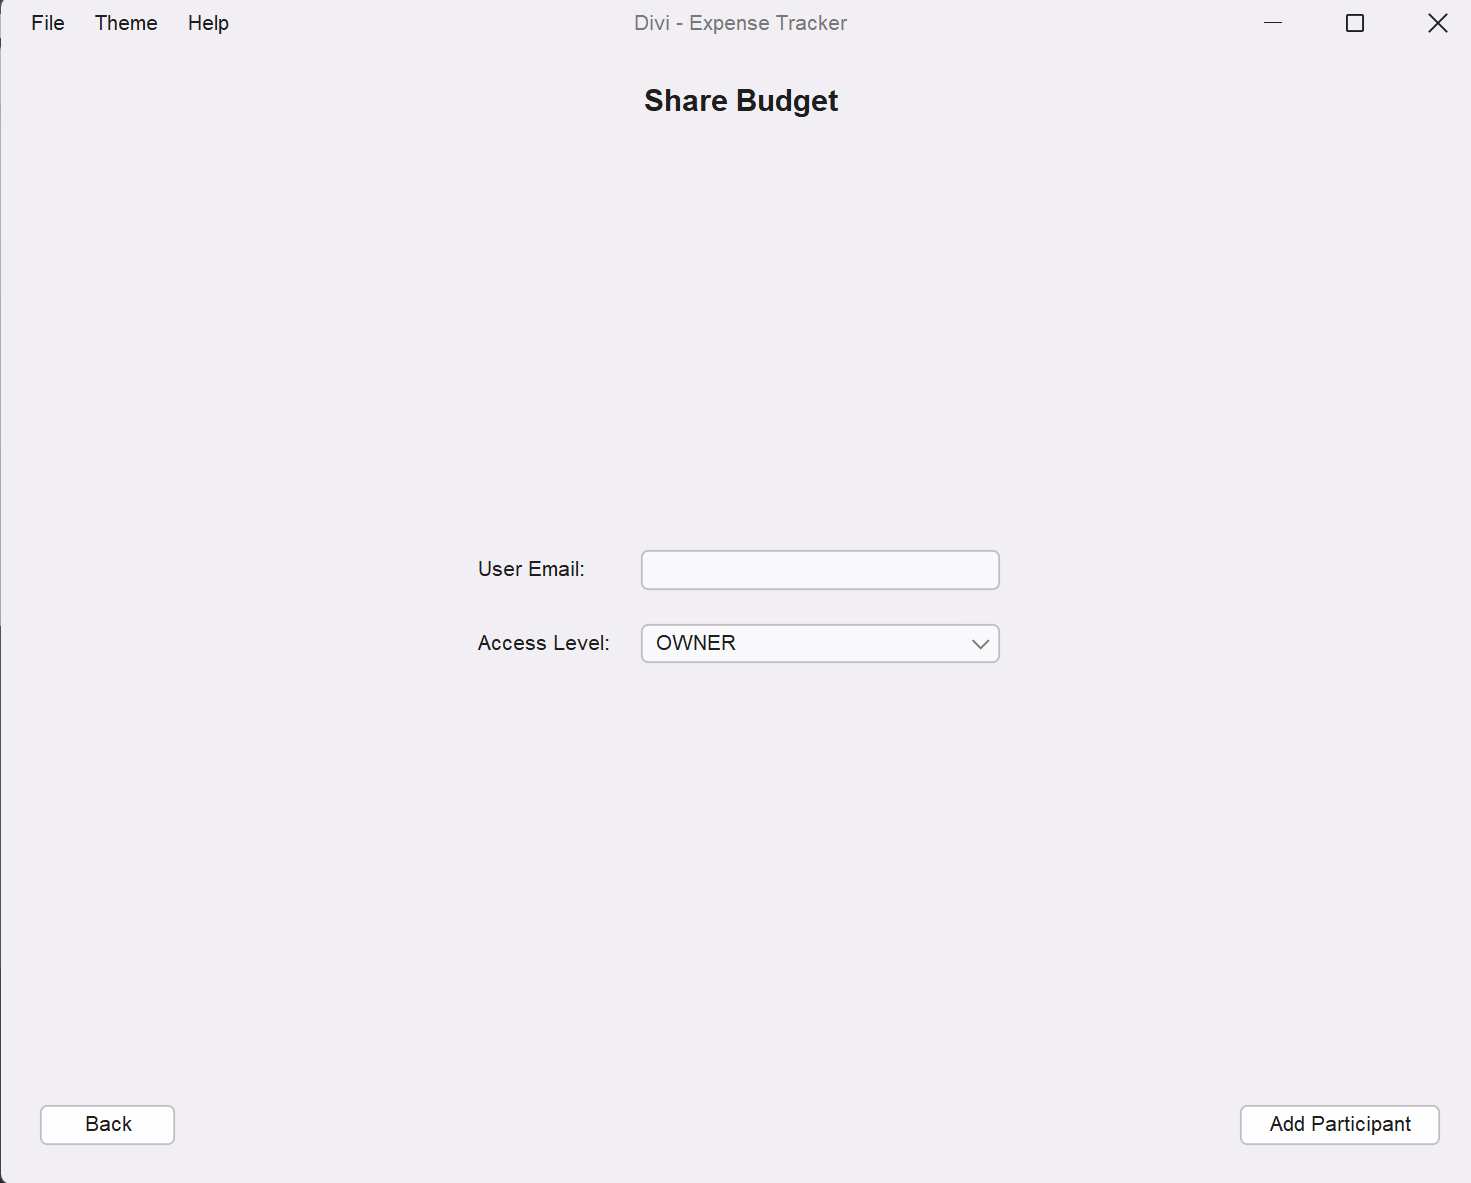 File Theme Help Divi - Expense Tracker
Share Budget
User Email:
Access Level: OWNER
Back Add Participant